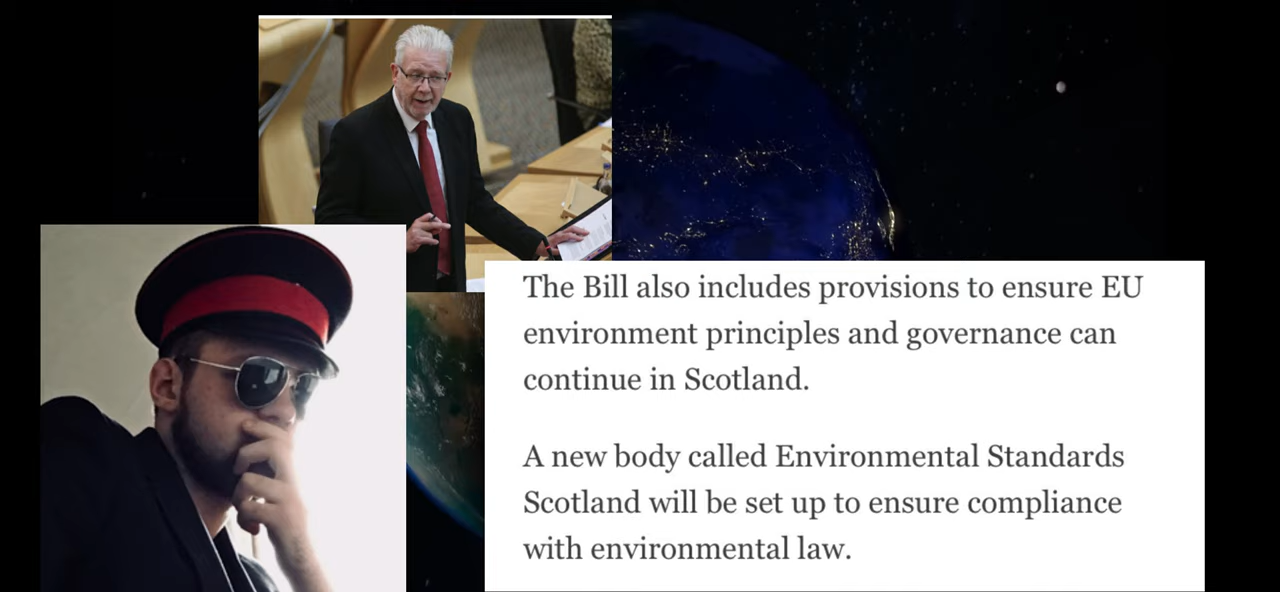 The Bill also includes provisions to ensure EU
environment principles and governance can
continue in Scotland.
A new body called Environmental Standards
Scotland will be set up to ensure compliance
with environmental law.